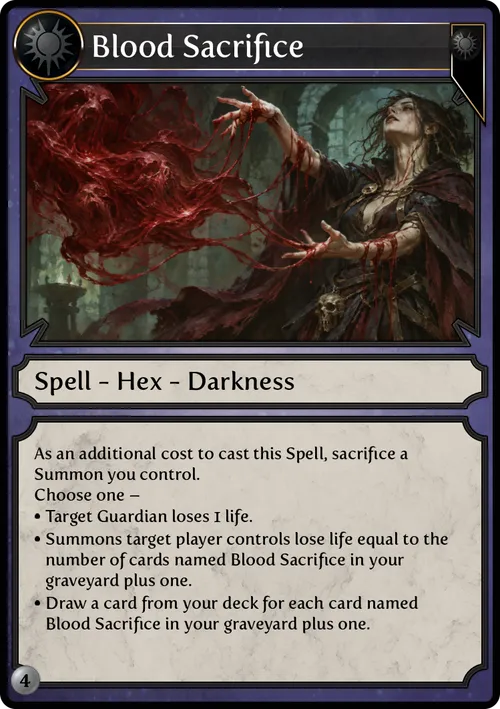 Blood Sacrifice
Spell - Hex - Darkness
As an additional cost to cast this Spell, sacrifice a
Summon you control.
Choose one –
• Target Guardian loses 1 life.
• Summons target player controls lose life equal to the
number of cards named Blood Sacrifice in your
graveyard plus one.
• Draw a card from your deck for each card named
Blood Sacrifice in your graveyard plus one.
4